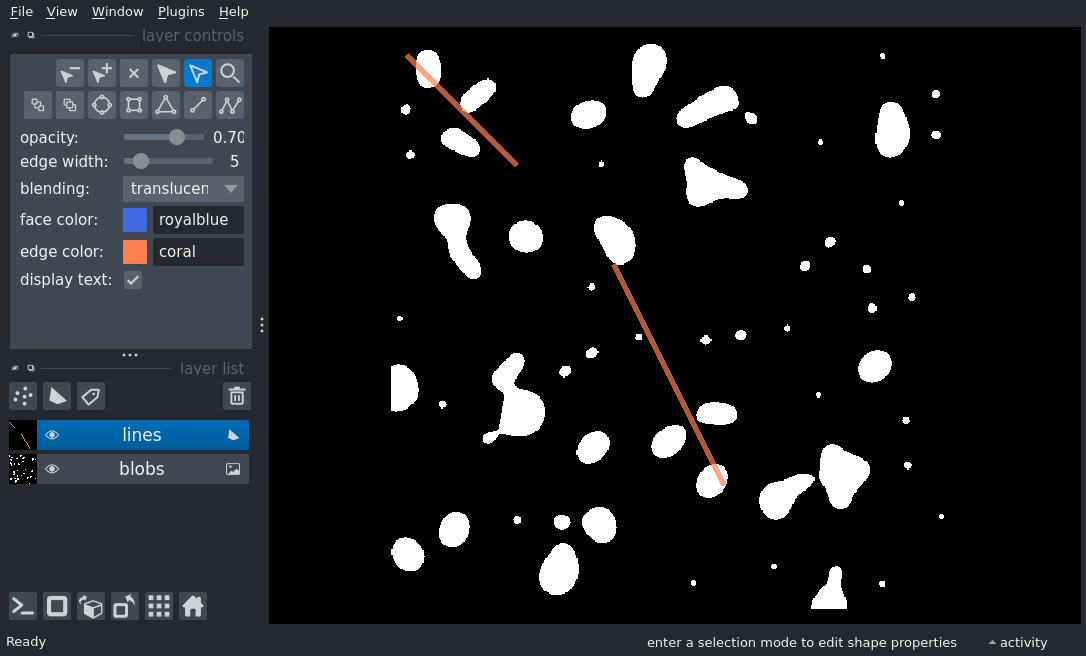 File View Window Plugins Help
layer controls
opacity: 0.70
edge width: 5
blending: translucen
face color: royalblue
edge color: coral
display text:
layer list
lines
blobs
Ready enter a selection mode to edit shape properties activity